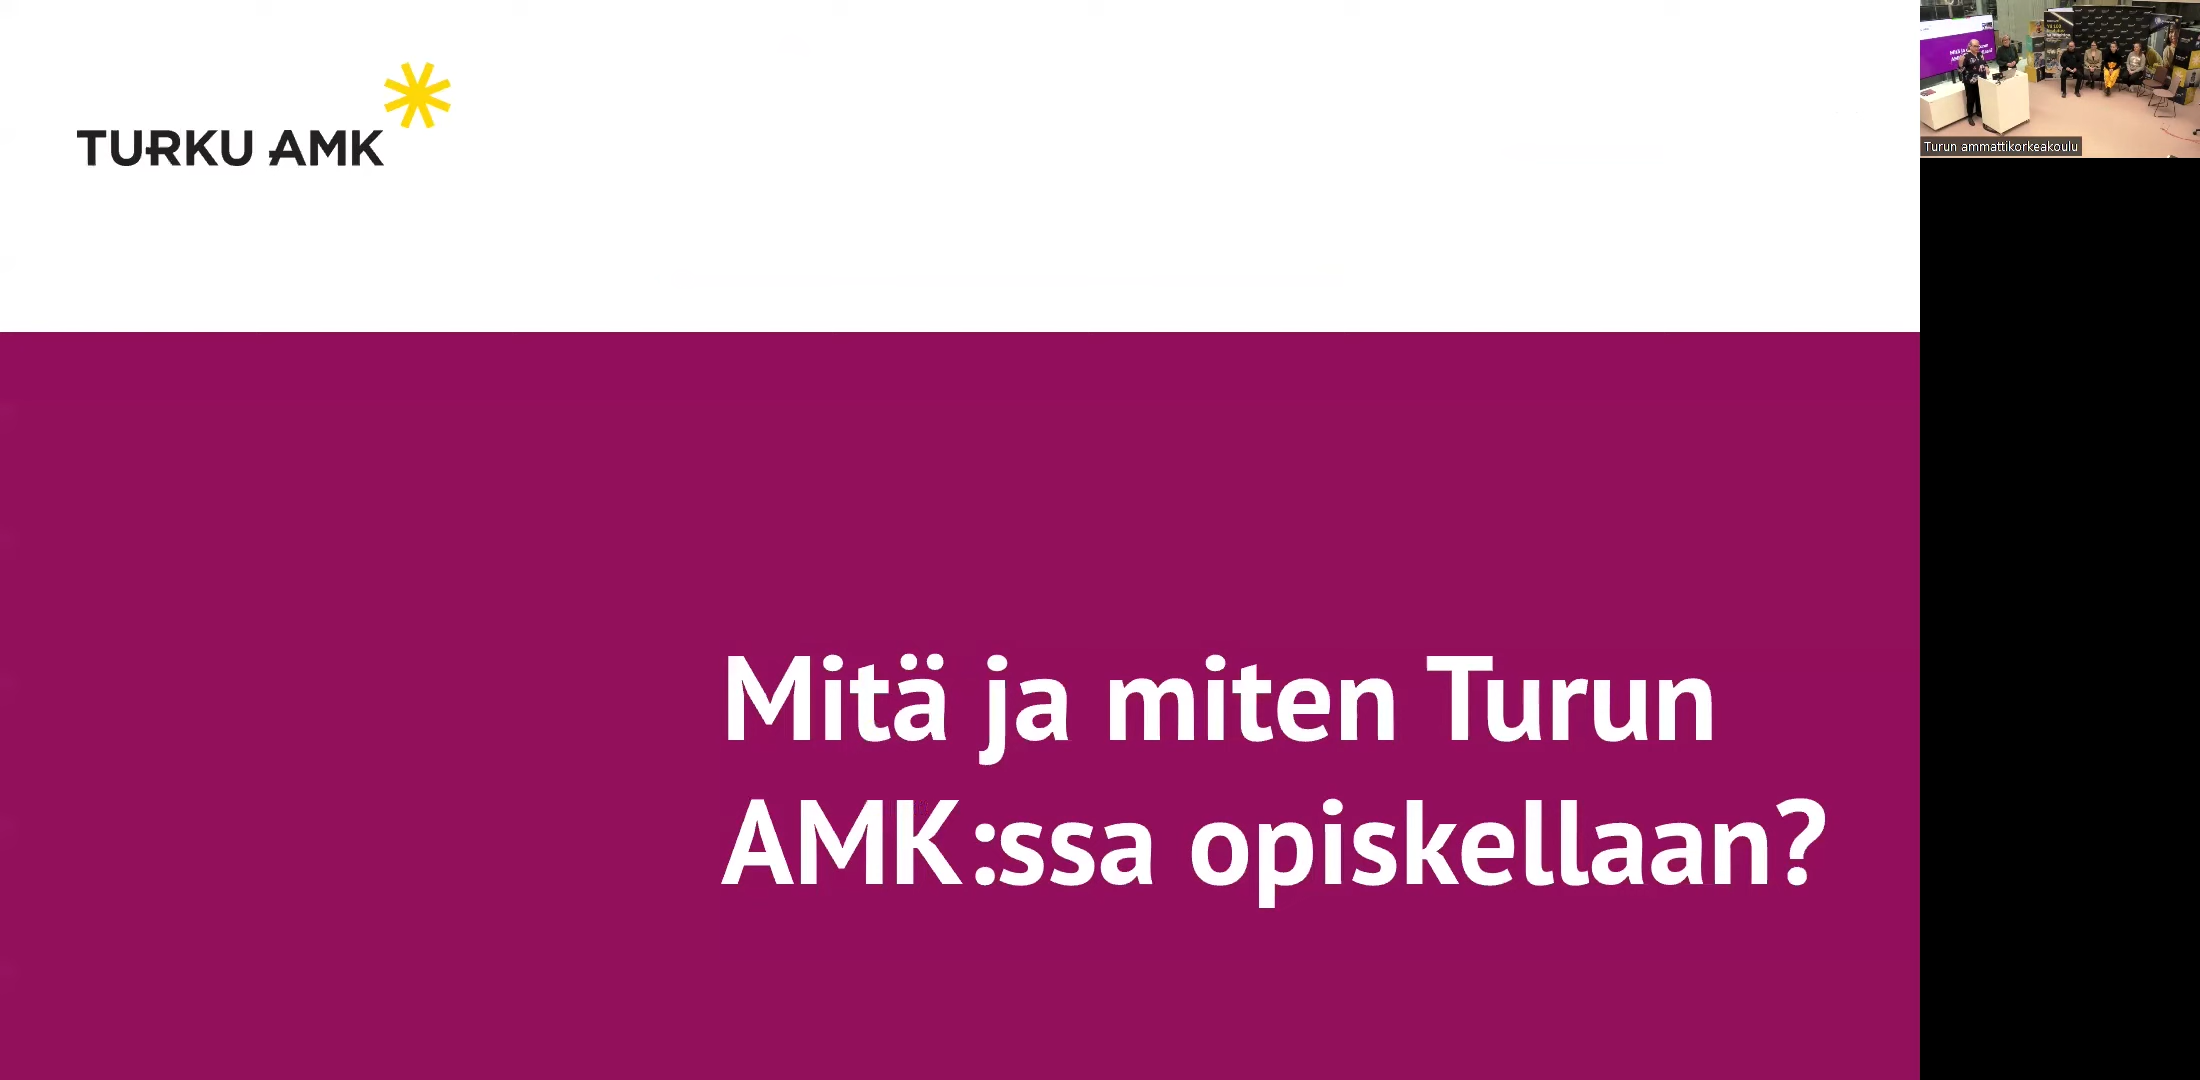 TURKU AMK
Mitä ja miten Turun
AMK:ssa opiskellaan?
Turun ammattikorkeakoulu